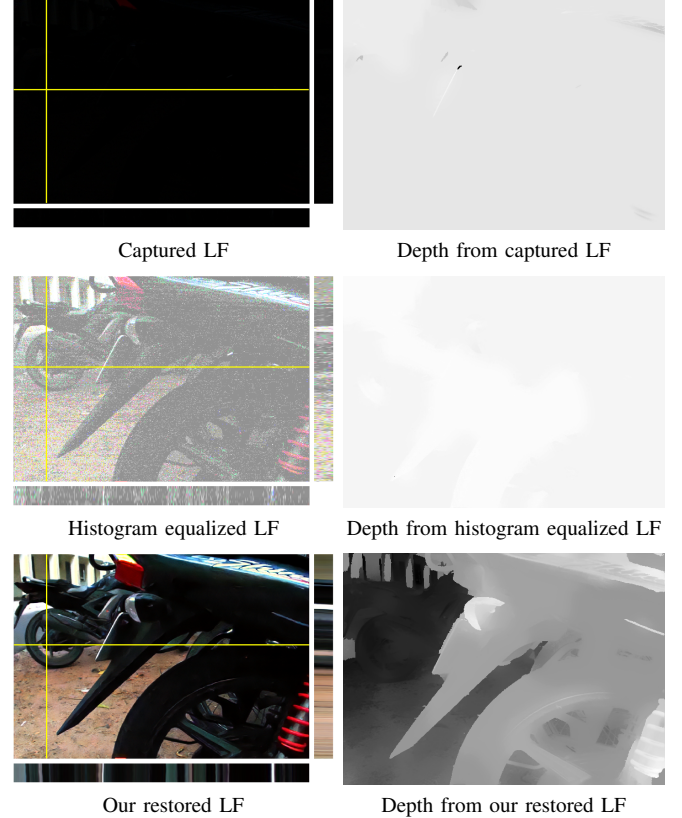 Captured LF
Depth from captured LF
Histogram equalized LF
Depth from histogram equalized LF
Our restored LF
Depth from our restored LF